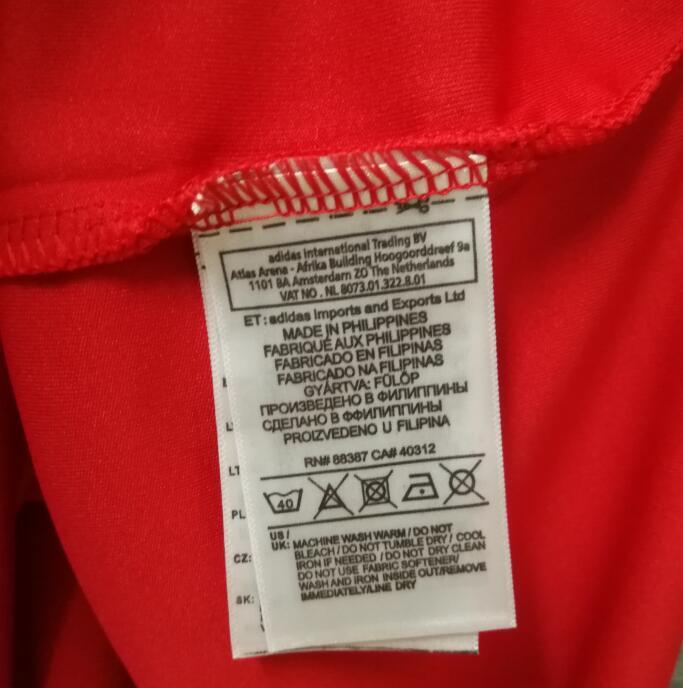 adidas International Trading BV
Atlas Arena - Afrika Building Hoogoorddreef 9a
1101 BA Amsterdam ZO The Netherlands
VAT NO . NL 8073.01.322.8.01
ET : adidas Imports and Exports Ltd
MADE IN PHILIPPINES
FABRIQUÉ AUX PHILIPPINES
FABRICADO EN FILIPINAS
FABRICADO NA FILIPINAS
GYÁRTVA: FÜLÖP
ПРОИЗВЕДЕНО В ФИЛИППИНЫ
СДЕЛАНО В ФФИЛИППИНЫ
PROIZVEDENO U FILIPINA
RN# 88387 CA# 40312
40
US /
UK: MACHINE WASH WARM / DO NOT
BLEACH / DO NOT TUMBLE DRY / COOL
IRON IF NEEDED / DO NOT DRY CLEAN
DO NOT USE FABRIC SOFTENER/
WASH AND IRON INSIDE OUT/REMOVE
IMMEDIATELY/LINE DRY
LT
PL
CZ:
SK: